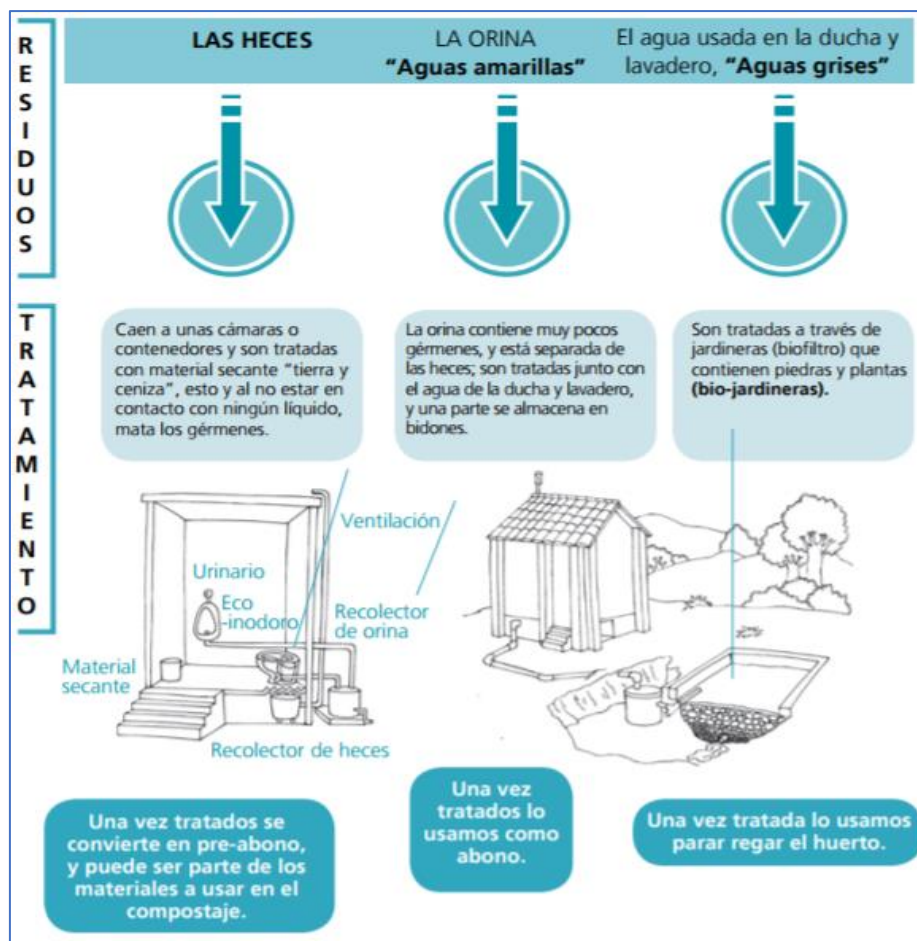 RESIDUOS
LAS HECES
LA ORINA
“Aguas amarillas”
El agua usada en la ducha y
lavadero, “Aguas grises”
TRATAMIENTO
Caen a unas cámaras o
contenedores y son tratadas
con material secante “tierra y
ceniza”, esto y al no estar en
contacto con ningún líquido,
mata los gérmenes.
La orina contiene muy pocos
gérmenes, y está separada de
las heces; son tratadas junto con
el agua de la ducha y lavadero,
y una parte se almacena en
bidones.
Son tratadas a través de
jardineras (biofiltro) que
contienen piedras y plantas
(bio-jardineras).
Ventilación
Urinario
Eco
-inodoro
Recolector
de orina
Material
secante
Recolector de heces
Una vez tratados se
convierte en pre-abono,
y puede ser parte de los
materiales a usar en el
compostaje.
Una vez
tratados lo
usamos como
abono.
Una vez tratada lo usamos
parar regar el huerto.